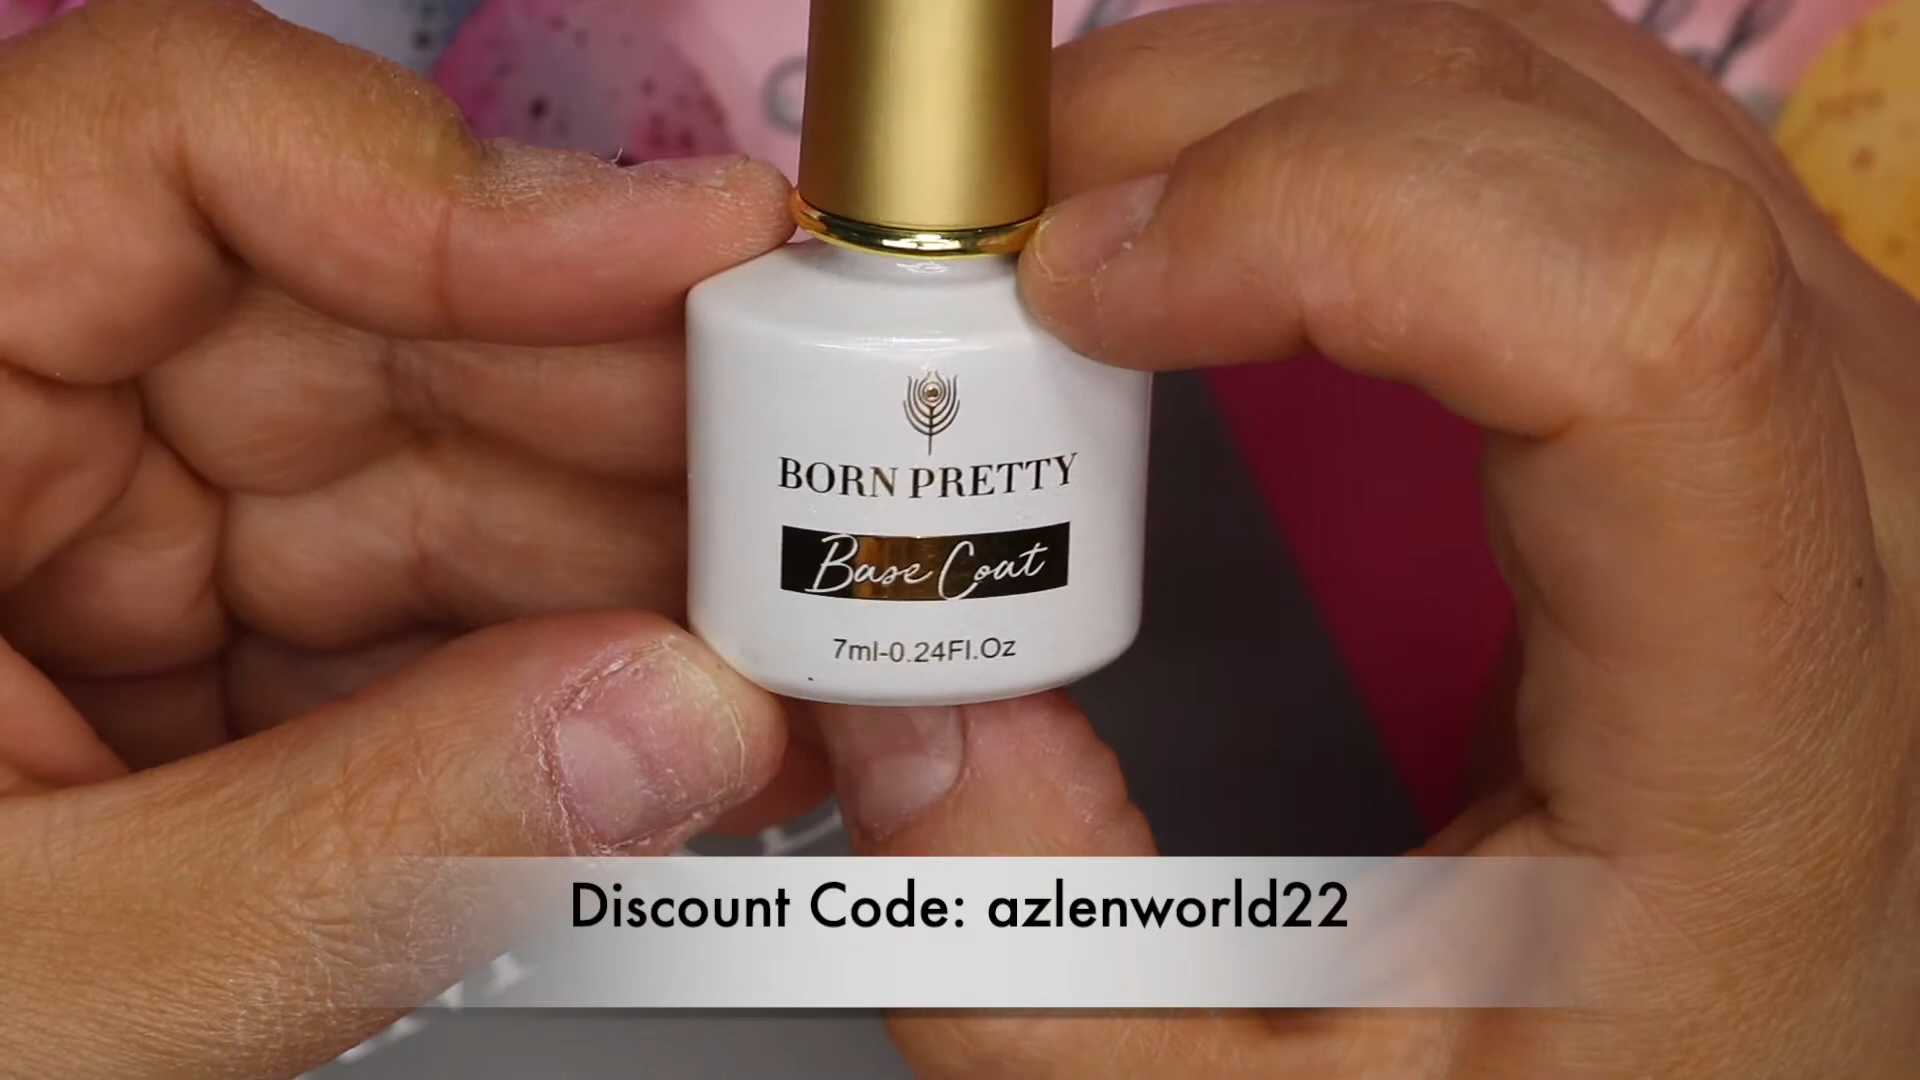 BORN PRETTY
Base Coat
7ml-0.24Fl.Oz
Discount Code: azlenworld22